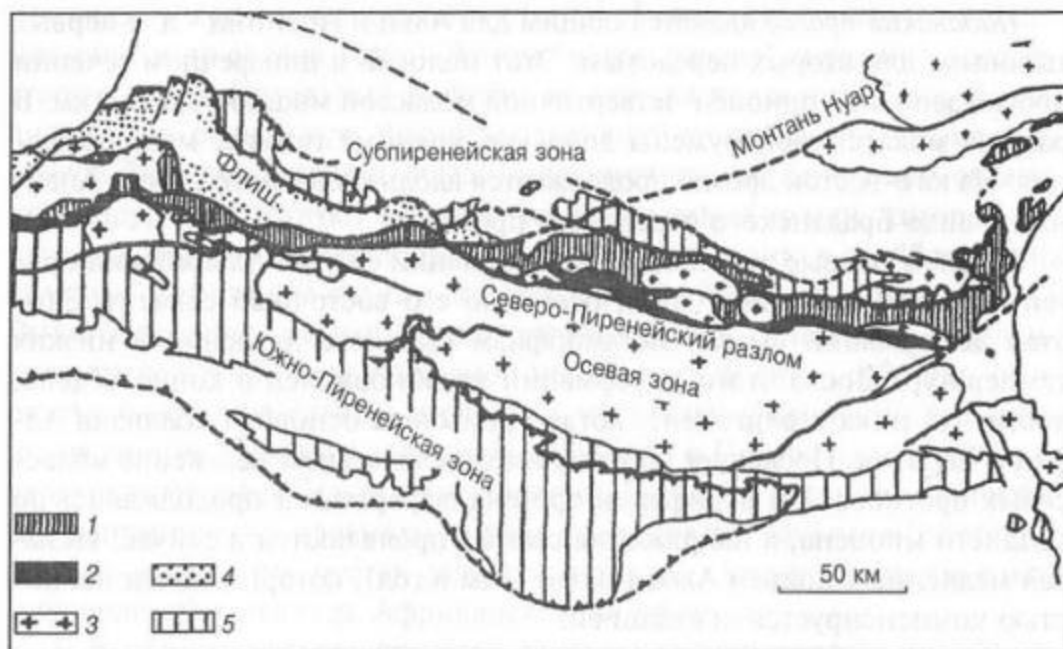 Монтань Нуар
Субпиренейская зона
Флиш
Северо-Пиренейский разлом
Осевая зона
Южно-Пиренейская зона
1
2
4
3
5
50 км